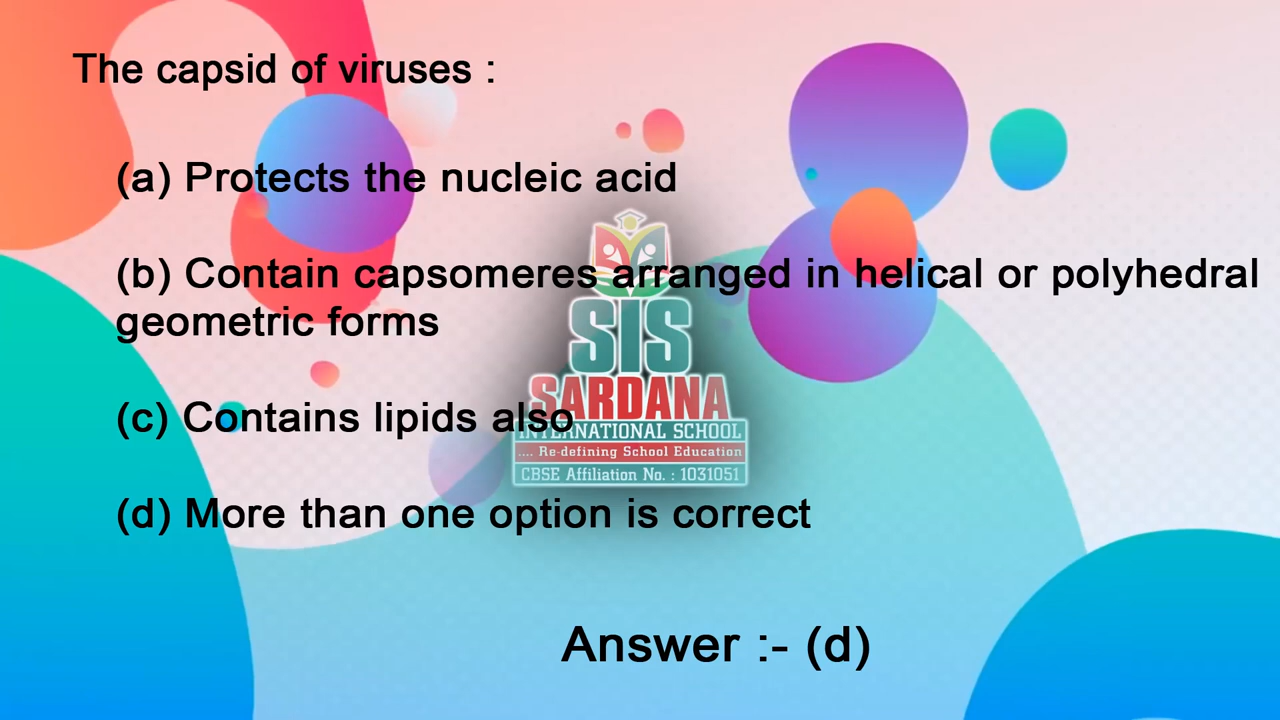 The capsid of viruses :
(a) Protects the nucleic acid
(b) Contain capsomeres arranged in helical or polyhedral
geometric forms
SIS
SARDANA
(c) Contains lipids also
INTERNATIONAL SCHOOL
.... Re-defining School Education
CBSE Affiliation No. : 1031051
(d) More than one option is correct
Answer :- (d)